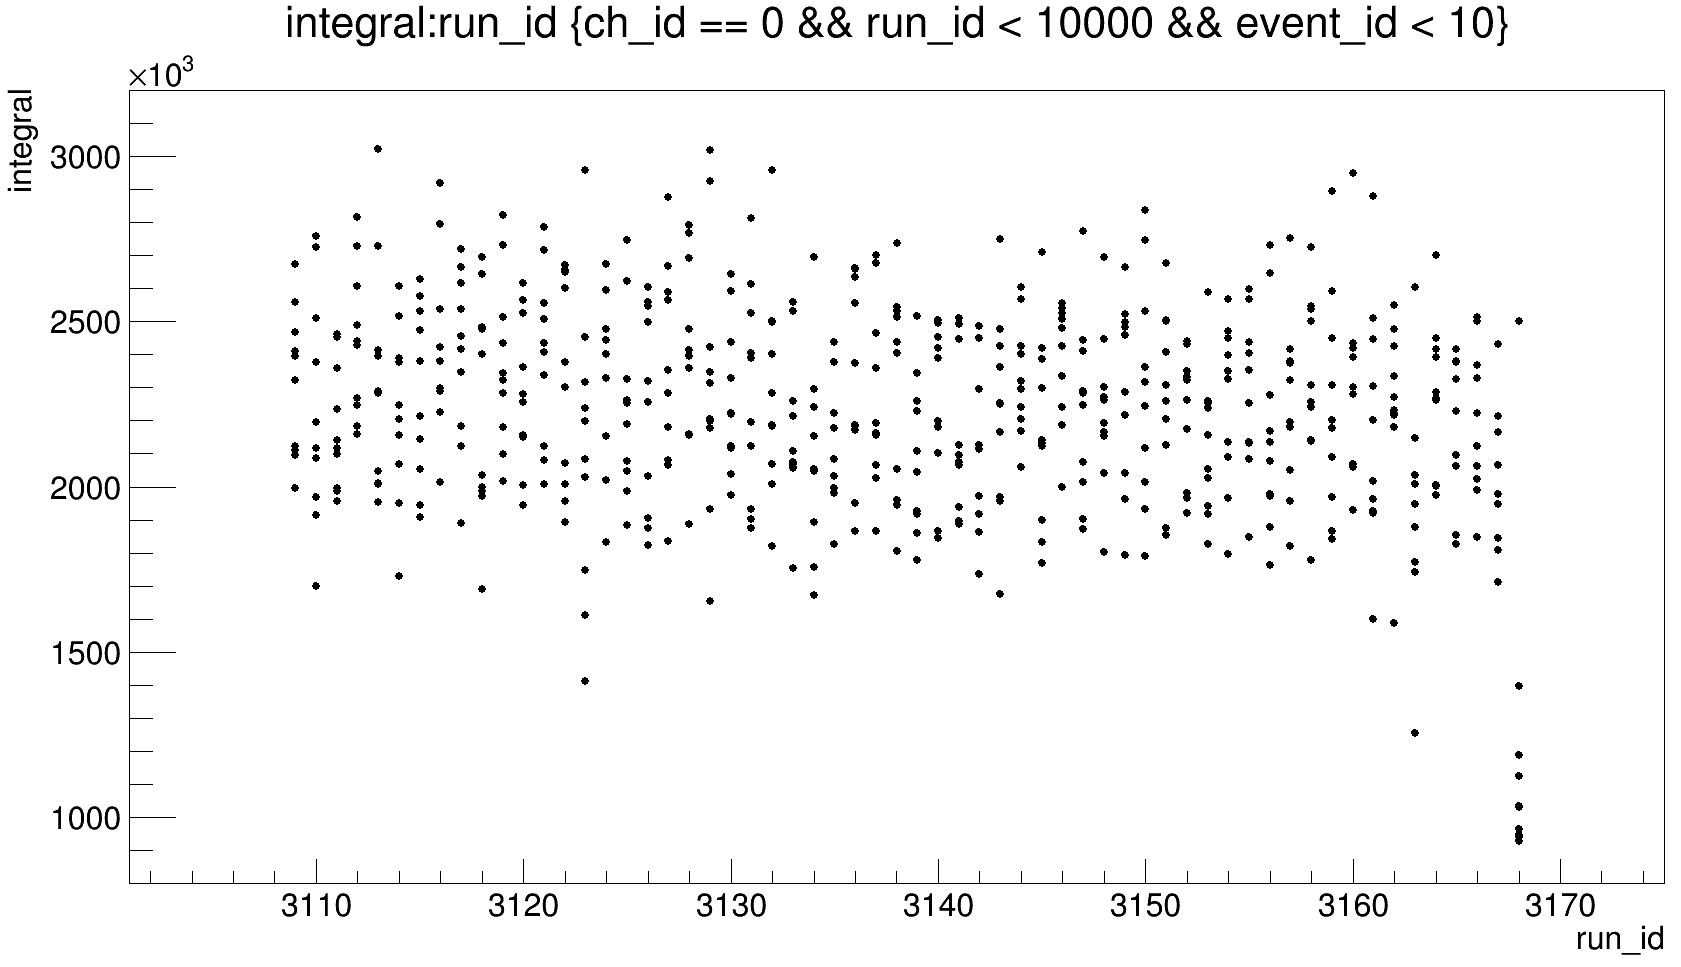 integral:run_id {ch_id == 0 && run_id < 10000 && event_id < 10}
×10³
integral
3000
2500
2000
1500
1000
3110 3120 3130 3140 3150 3160 3170
run_id